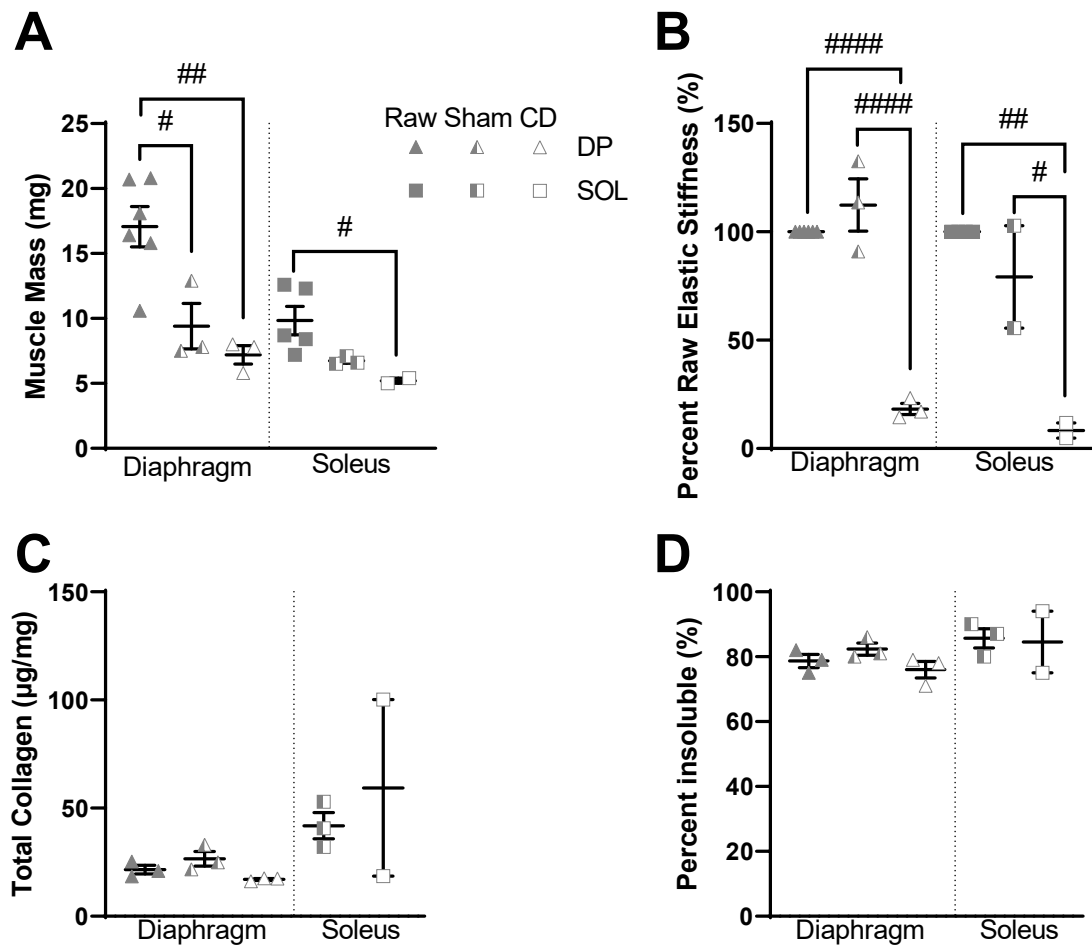 A
##
#
#
25
20
15
10
5
0
Muscle Mass (mg)
Diaphragm
Soleus
Raw Sham CD
DP
SOL
B
####
####
##
#
150
100
50
0
Percent Raw Elastic Stiffness (%)
Diaphragm
Soleus
C
150
100
50
0
Total Collagen (µg/mg)
Diaphragm
Soleus
D
100
80
60
40
20
0
Percent insoluble (%)
Diaphragm
Soleus